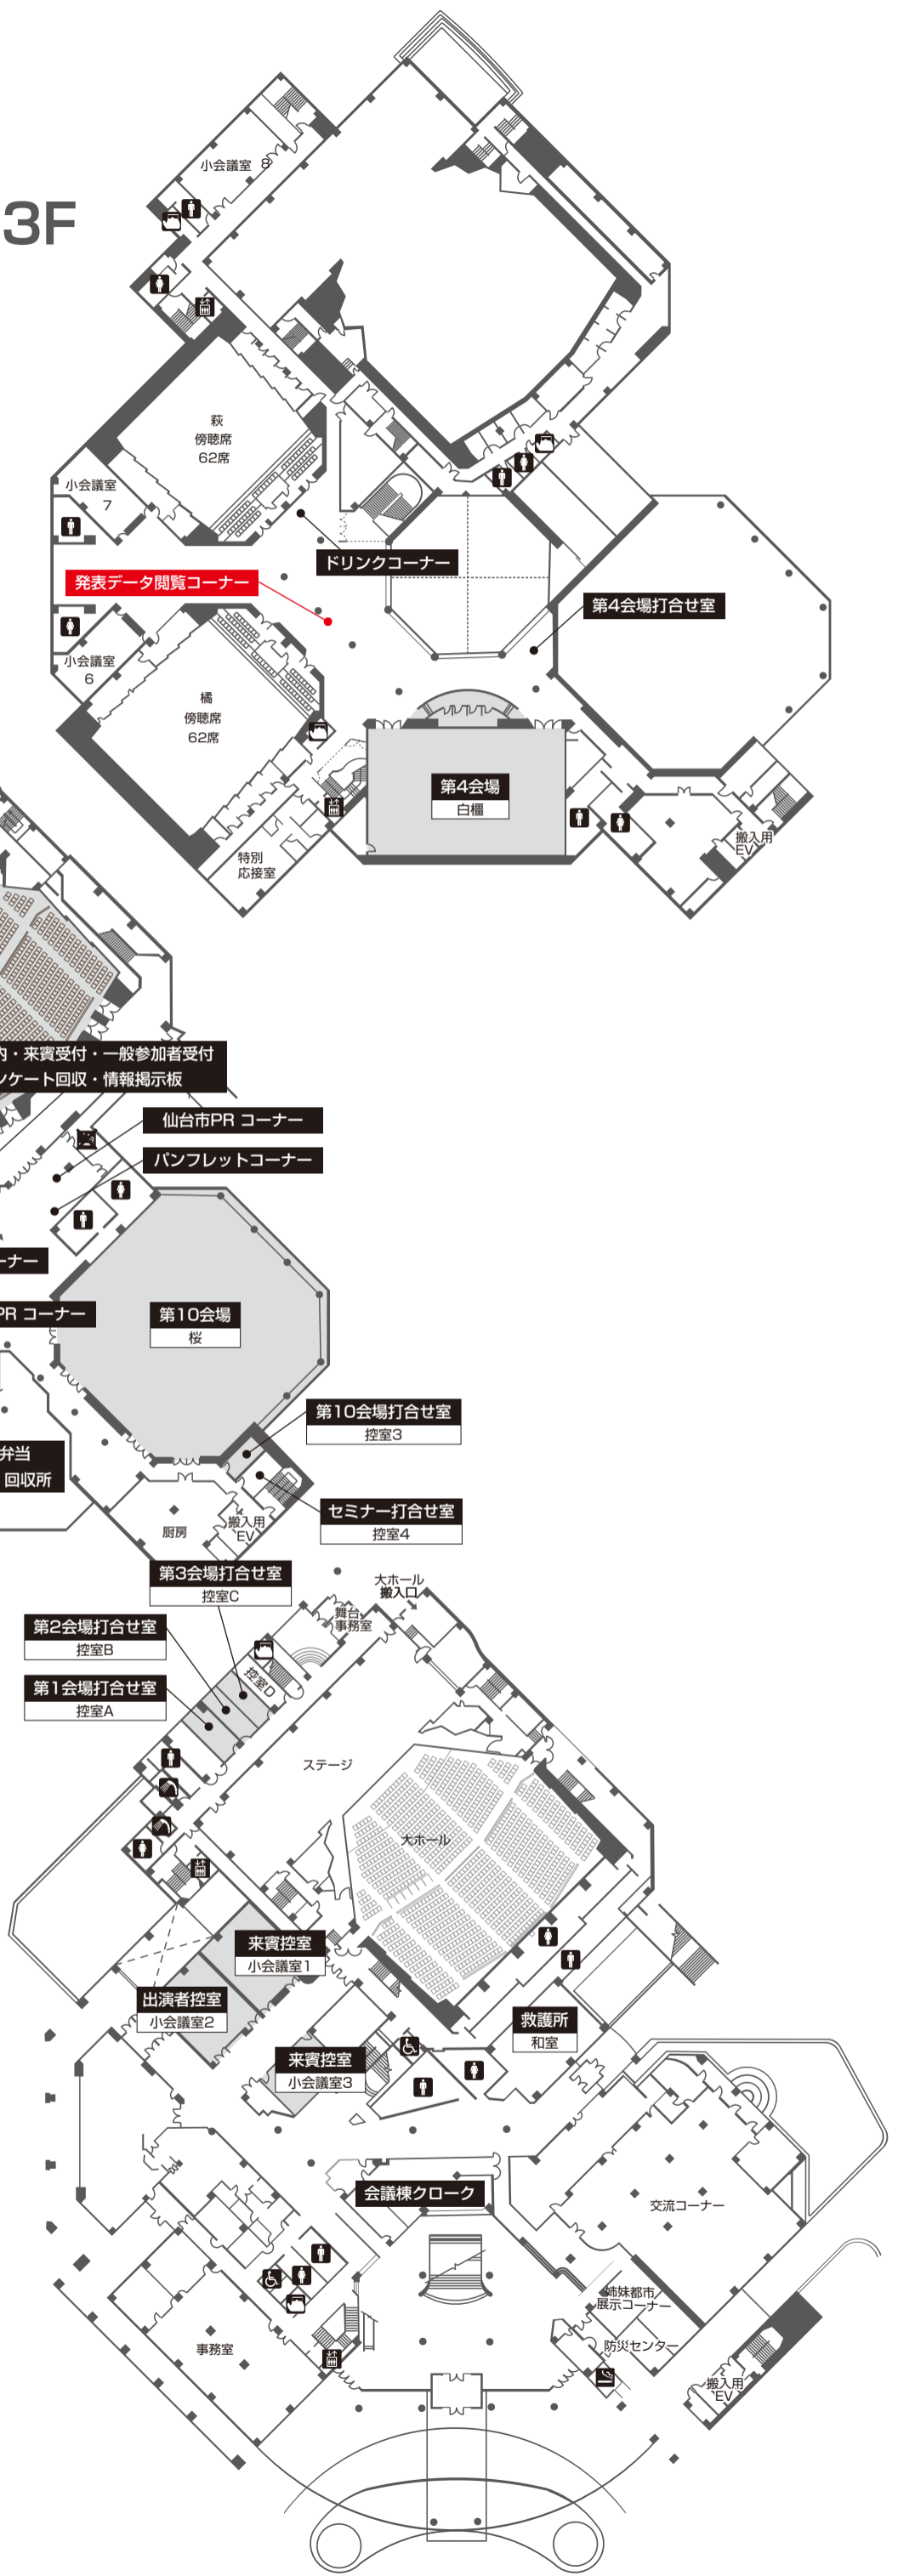 3F
小会議室 8
萩
傍聴席
62席
小会議室
7
ドリンクコーナー
発表データ閲覧コーナー
第4会場打合せ室
小会議室
6
橘
傍聴席
62席
第4会場
白橿
特別
応接室
搬入用
EV
内・来賓受付・一般参加者受付
ンケート回収・情報掲示板
仙台市PR コーナー
パンフレットコーナー
ーナー
PR コーナー
第10会場
桜
第10会場打合せ室
控室3
弁当
回収所
セミナー打合せ室
控室4
搬入用
EV
厨房
第3会場打合せ室
控室C
大ホール
搬入口
舞台
事務室
第2会場打合せ室
控室B
控室D
第1会場打合せ室
控室A
ステージ
大ホール
来賓控室
小会議室1
出演者控室
小会議室2
救護所
和室
来賓控室
小会議室3
会議棟クローク
交流コーナー
姉妹都市
展示コーナー
防災センター
事務室
搬入用
EV